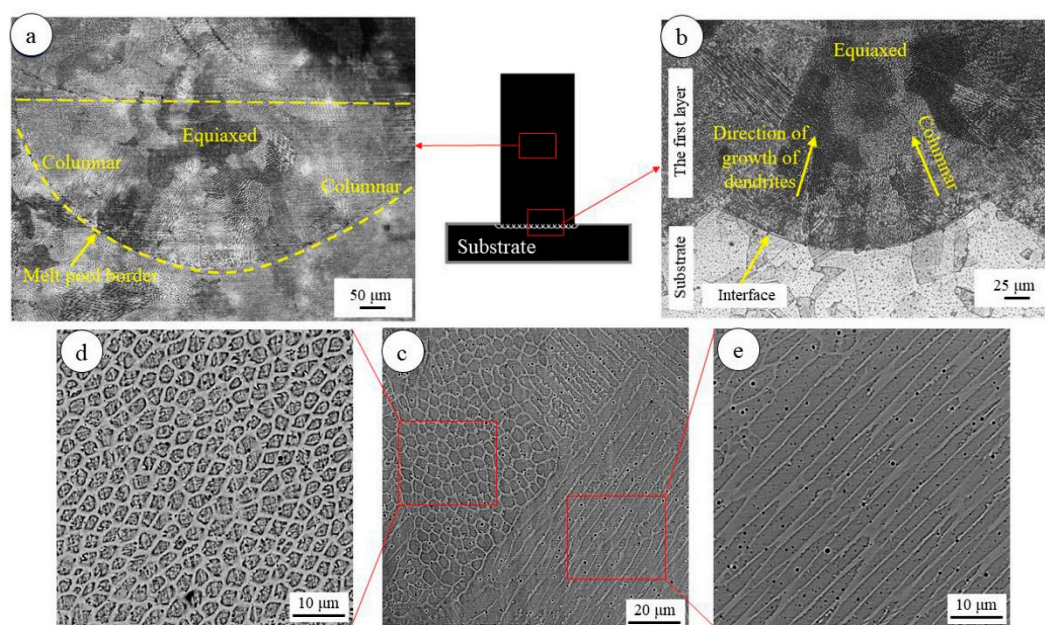 a
Equiaxed
Columnar
Columnar
Melt pool border
50 μm
Substrate
b
Equiaxed
The first layer
Direction of
growth of
dendrites
Columnar
Substrate
Interface
25 μm
d
10 μm
c
20 μm
e
10 μm